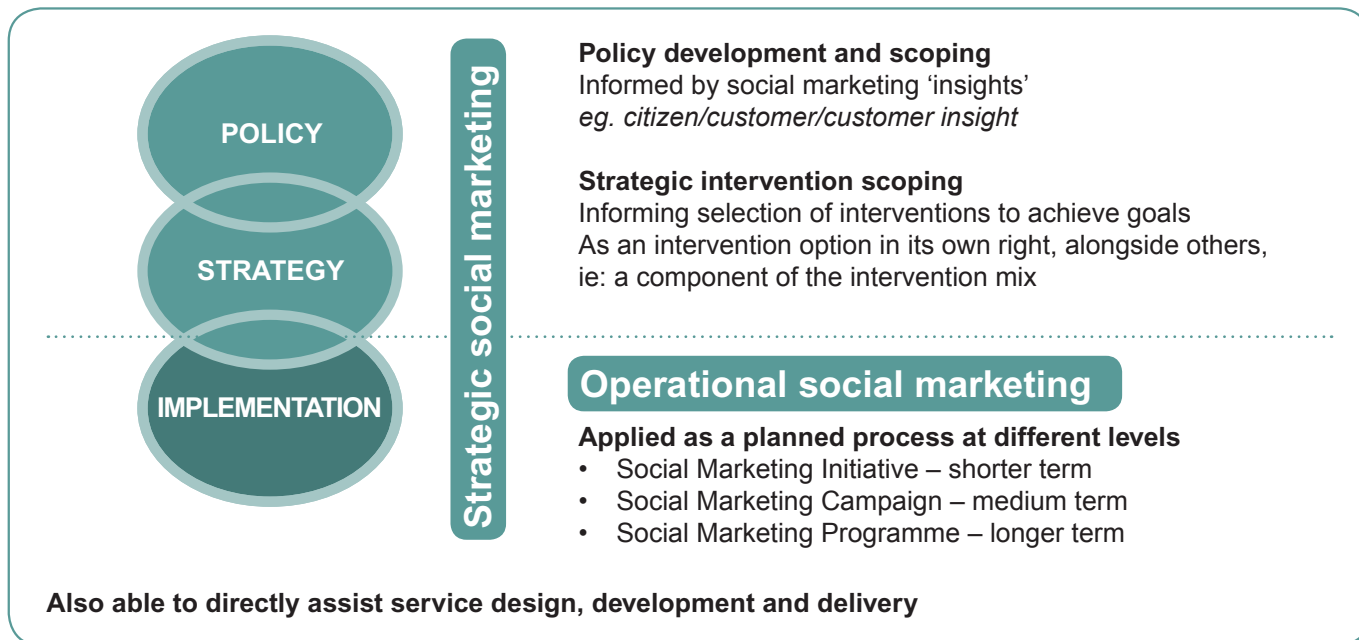 POLICY
STRATEGY
IMPLEMENTATION
Strategic social marketing
Policy development and scoping
Informed by social marketing ‘insights’
eg. citizen/customer/customer insight
Strategic intervention scoping
Informing selection of interventions to achieve goals
As an intervention option in its own right, alongside others,
ie: a component of the intervention mix
Operational social marketing
Applied as a planned process at different levels
• Social Marketing Initiative – shorter term
• Social Marketing Campaign – medium term
• Social Marketing Programme – longer term
Also able to directly assist service design, development and delivery